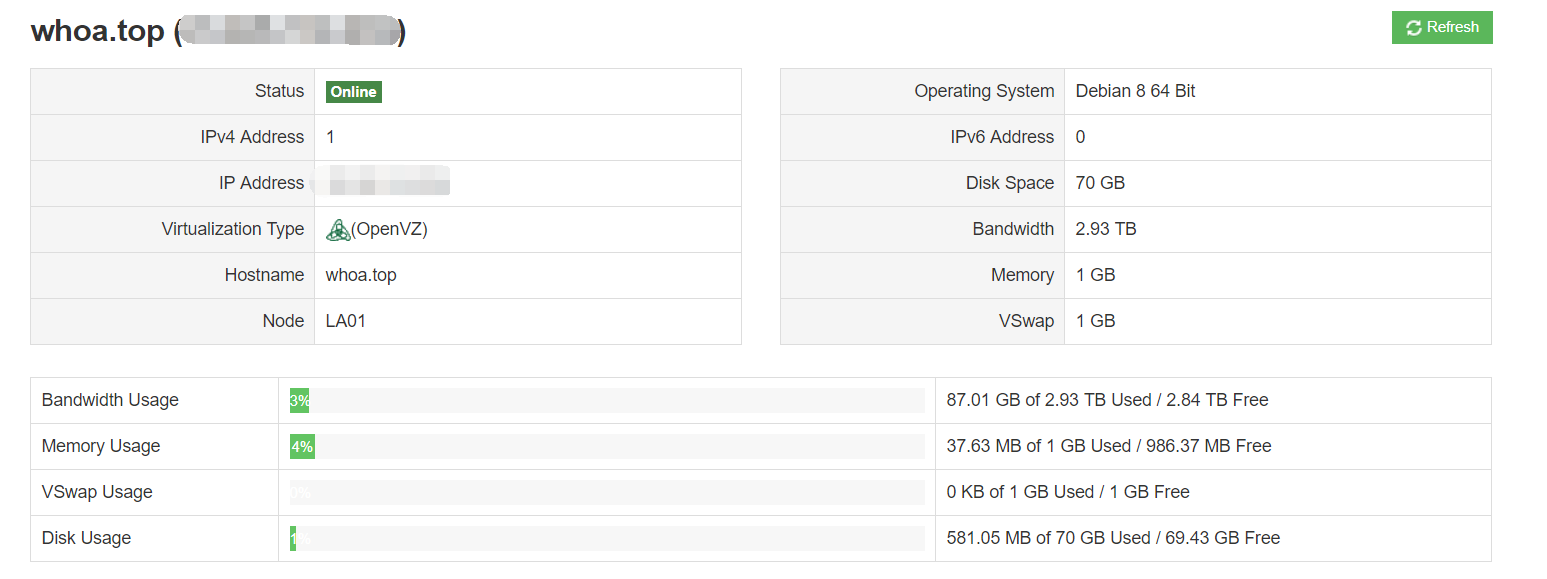 whoa.top ( )
Refresh
Status Online
IPv4 Address 1
IP Address
Virtualization Type (OpenVZ)
Hostname whoa.top
Node LA01
Operating System Debian 8 64 Bit
IPv6 Address 0
Disk Space 70 GB
Bandwidth 2.93 TB
Memory 1 GB
VSwap 1 GB
Bandwidth Usage 3% 87.01 GB of 2.93 TB Used / 2.84 TB Free
Memory Usage 4% 37.63 MB of 1 GB Used / 986.37 MB Free
VSwap Usage 0% 0 KB of 1 GB Used / 1 GB Free
Disk Usage 1% 581.05 MB of 70 GB Used / 69.43 GB Free